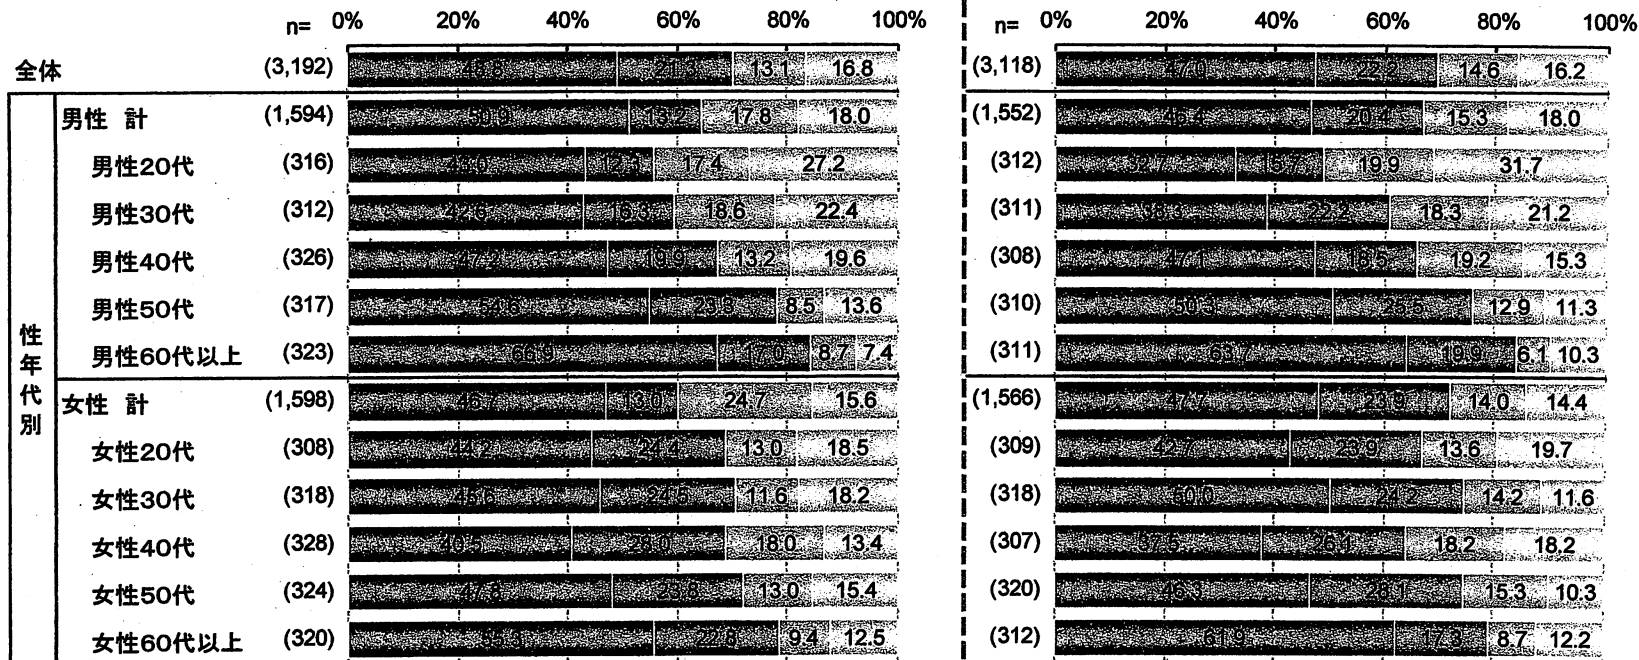 n= 0% 20% 40% 60% 80% 100% n= 0% 20% 40% 60% 80% 100%
全体 (3,192) 48.8 21.3 13.1 16.8 (3,118) 47.0 22.2 14.6 16.2
性年代別
男性 計 (1,594) 50.9 13.2 17.8 18.0 (1,552) 46.4 20.4 15.3 18.0
男性20代 (316) 43.0 12.3 17.4 27.2 (312) 32.7 15.7 19.9 31.7
男性30代 (312) 42.6 16.3 18.6 22.4 (311) 38.3 22.2 18.3 21.2
男性40代 (326) 47.2 19.9 13.2 19.6 (308) 47.1 18.5 19.2 15.3
男性50代 (317) 54.6 23.3 8.5 13.6 (310) 50.3 25.5 12.9 11.3
男性60代以上 (323) 66.9 17.0 8.7 7.4 (311) 63.7 19.9 6.1 10.3
女性 計 (1,598) 46.7 13.0 24.7 15.6 (1,566) 47.7 23.9 14.0 14.4
女性20代 (308) 44.2 24.4 13.0 18.5 (309) 42.7 23.9 13.6 19.7
女性30代 (318) 45.6 24.5 11.6 18.2 (318) 50.0 24.2 14.2 11.6
女性40代 (328) 40.5 28.0 18.0 13.4 (307) 37.5 26.1 18.2 18.2
女性50代 (324) 47.8 23.8 13.0 15.4 (320) 46.3 28.1 15.3 10.3
女性60代以上 (320) 55.3 22.8 9.4 12.5 (312) 61.9 17.3 8.7 12.2